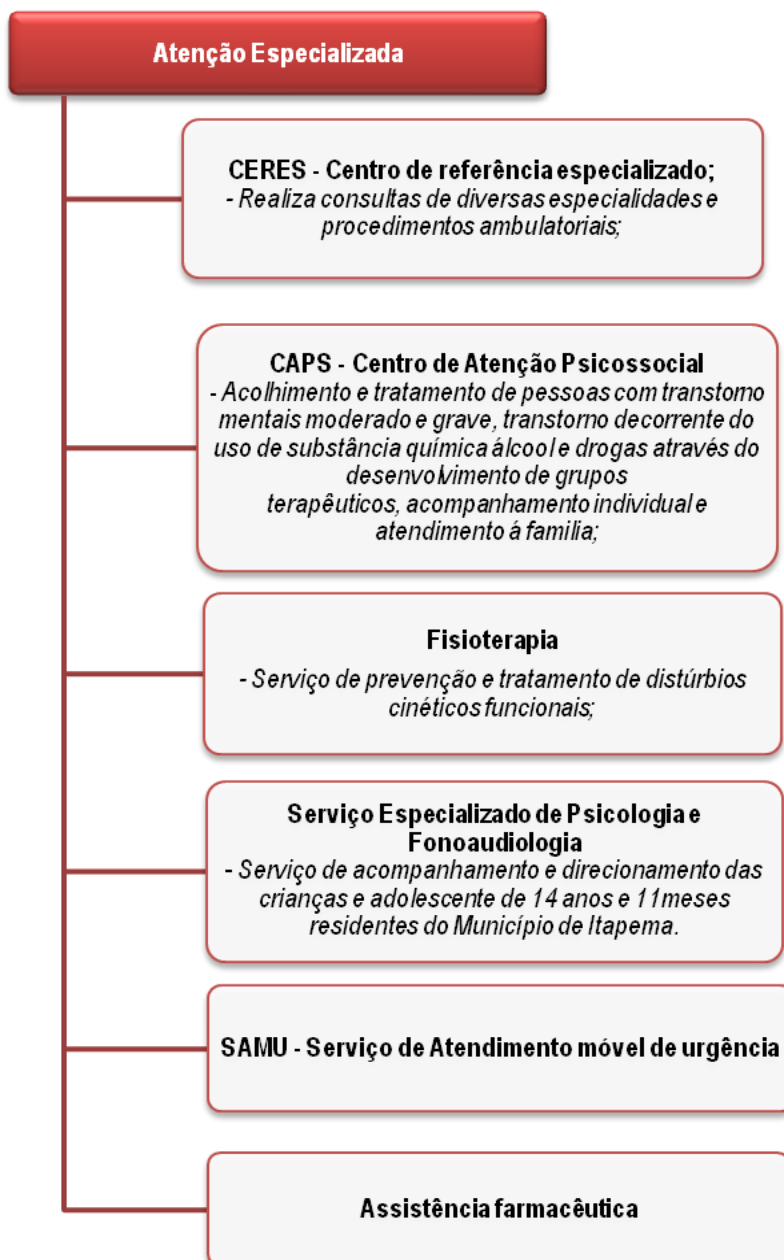 Atenção Especializada
CERES - Centro de referência especializado;
- Realiza consultas de diversas especialidades e
procedimentos ambulatoriais;
CAPS - Centro de Atenção Psicossocial
- Acolhimento e tratamento de pessoas com transtorno
mentais moderado e grave, transtorno decorrente do
uso de substância química álcool e drogas através do
desenvolvimento de grupos
terapêuticos, acompanhamento individual e
atendimento á familia;
Fisioterapia
- Serviço de prevenção e tratamento de distúrbios
cinéticos funcionais;
Serviço Especializado de Psicologia e
Fonoaudiologia
- Serviço de acompanhamento e direcionamento das
crianças e adolescente de 14 anos e 11meses
residentes do Município de Itapema.
SAMU - Serviço de Atendimento móvel de urgência
Assistência farmacêutica